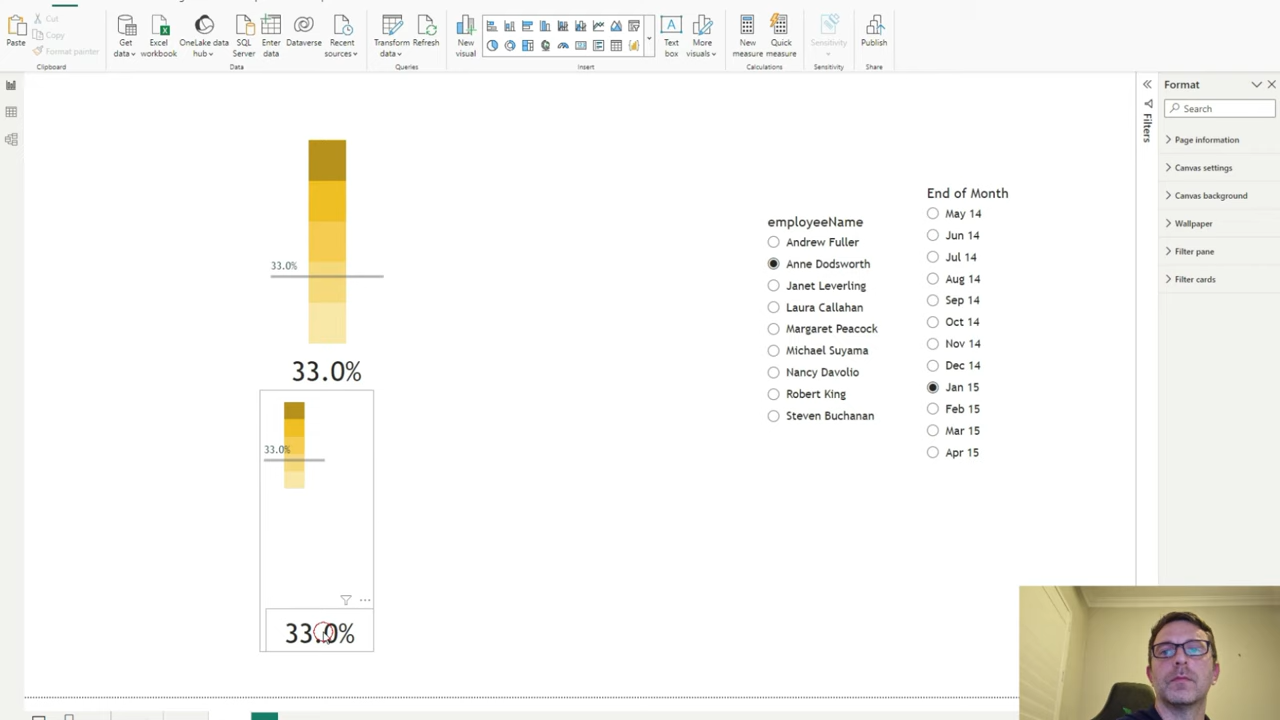 Cut
Copy
Format painter
Paste
Get data
Excel workbook
OneLake data hub
SQL Server
Enter data
Dataverse
Recent sources
Transform data
Refresh
New visual
Text box
More visuals
New measure
Quick measure
Sensitivity
Publish
Clipboard
Data
Queries
Insert
Calculations
Sensitivity
Share
Format
Search
Filters
Page information
Canvas settings
Canvas background
Wallpaper
Filter pane
Filter cards
33.0%
33.0%
33.0%
33.0%
employeeName
Andrew Fuller
Anne Dodsworth
Janet Leverling
Laura Callahan
Margaret Peacock
Michael Suyama
Nancy Davolio
Robert King
Steven Buchanan
End of Month
May 14
Jun 14
Jul 14
Aug 14
Sep 14
Oct 14
Nov 14
Dec 14
Jan 15
Feb 15
Mar 15
Apr 15